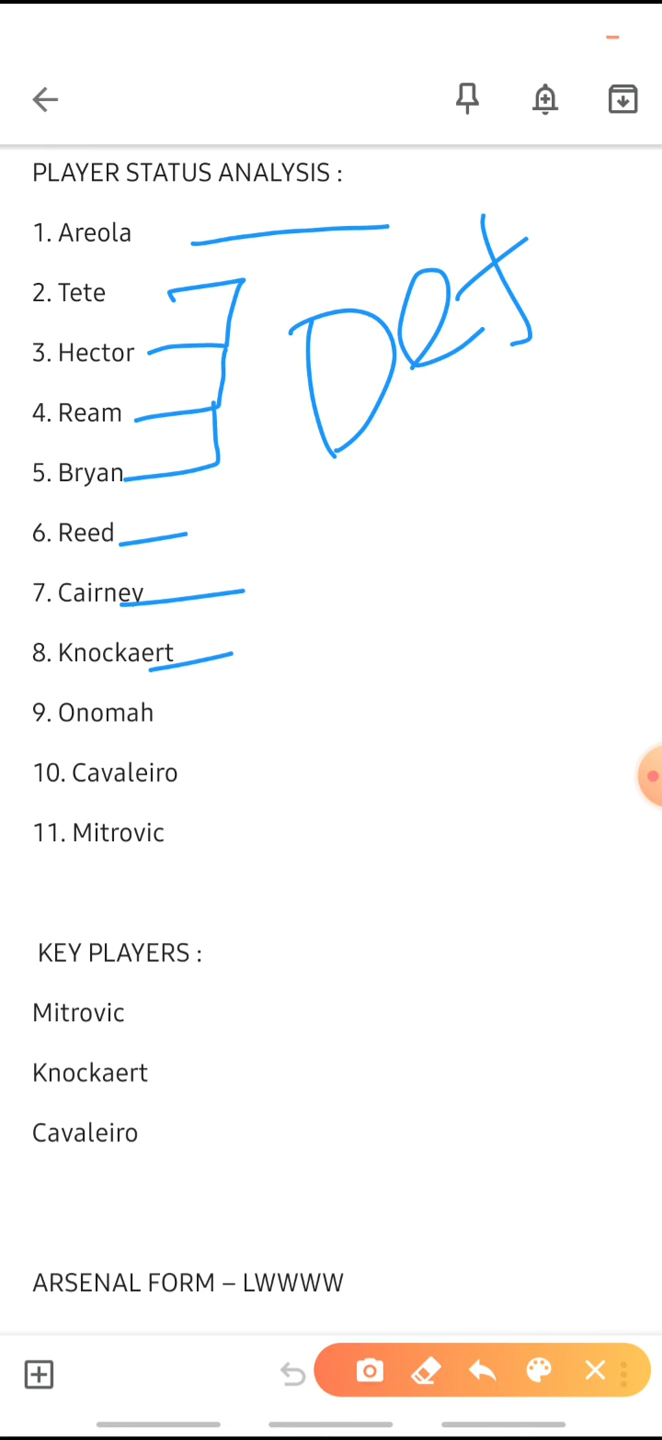 PLAYER STATUS ANALYSIS :
1. Areola
2. Tete
3. Hector
4. Ream
5. Bryan
Def
6. Reed
7. Cairney
8. Knockaert
9. Onomah
10. Cavaleiro
11. Mitrovic
KEY PLAYERS :
Mitrovic
Knockaert
Cavaleiro
ARSENAL FORM – LWWWW